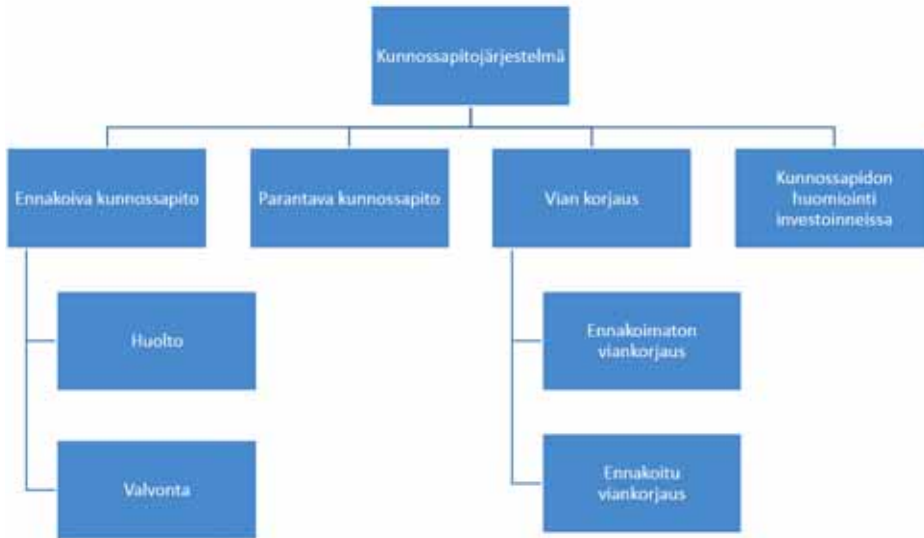 Kunnossapitojärjestelmä
Ennakoiva kunnossapito
Parantava kunnossapito
Vian korjaus
Kunnossapidon
huomiointi
investoinneissa
Huolto
Ennakoimaton
viankorjaus
Valvonta
Ennakoitu
viankorjaus